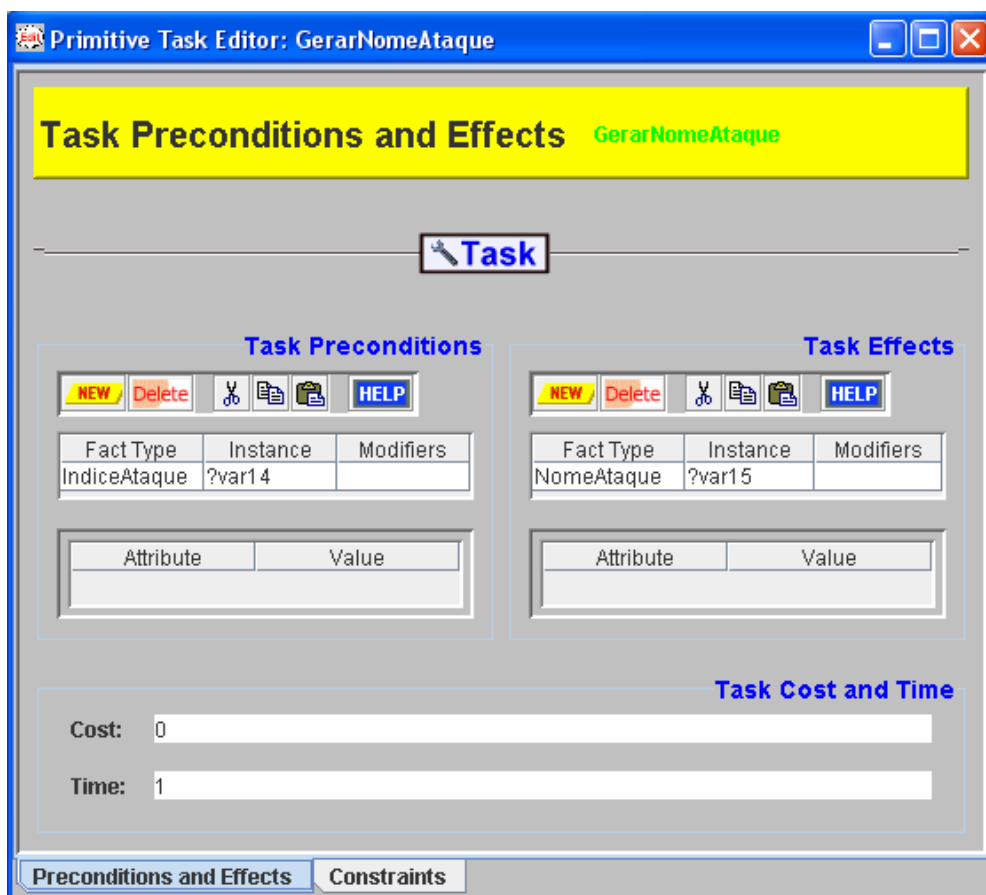 Edit
Primitive Task Editor: GerarNomeAtaque
Task Preconditions and Effects GerarNomeAtaque
Task
Task Preconditions
NEW Delete HELP
Fact Type Instance Modifiers
IndiceAtaque ?var14
Attribute Value
Task Effects
NEW Delete HELP
Fact Type Instance Modifiers
NomeAtaque ?var15
Attribute Value
Task Cost and Time
Cost: 0
Time: 1
Preconditions and Effects Constraints